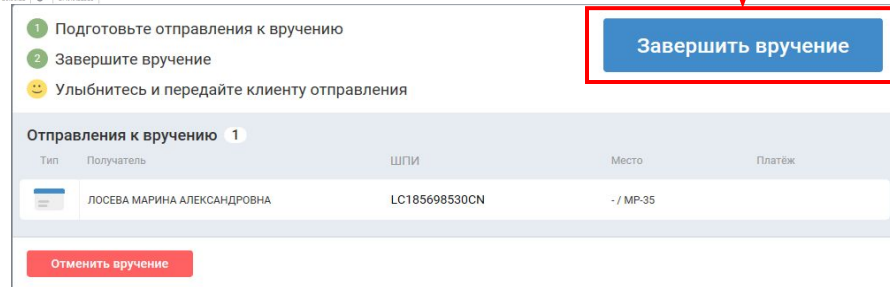 1 Подготовьте отправления к вручению
Завершить вручение
2 Завершите вручение
Улыбнитесь и передайте клиенту отправления
Отправления к вручению 1
Тип Получатель ШПИ Место Платёж
ЛОСЕВА МАРИНА АЛЕКСАНДРОВНА LC185698530CN - / МР-35
Отменить вручение